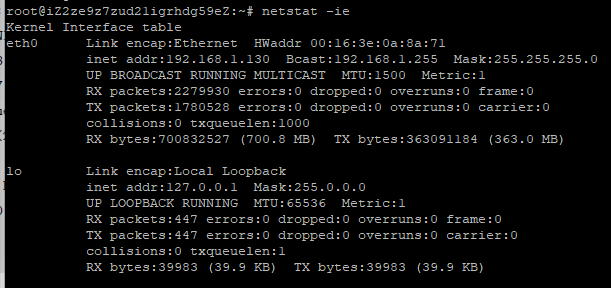 root@iZ2ze9z7zud2ligrhdg59eZ:~# netstat -ie
Kernel Interface table
eth0      Link encap:Ethernet  HWaddr 00:16:3e:0a:8a:71
          inet addr:192.168.1.130  Bcast:192.168.1.255  Mask:255.255.255.0
          UP BROADCAST RUNNING MULTICAST  MTU:1500  Metric:1
          RX packets:2279930 errors:0 dropped:0 overruns:0 frame:0
          TX packets:1780528 errors:0 dropped:0 overruns:0 carrier:0
          collisions:0 txqueuelen:1000
          RX bytes:700832527 (700.8 MB)  TX bytes:363091184 (363.0 MB)
lo        Link encap:Local Loopback
          inet addr:127.0.0.1  Mask:255.0.0.0
          UP LOOPBACK RUNNING  MTU:65536  Metric:1
          RX packets:447 errors:0 dropped:0 overruns:0 frame:0
          TX packets:447 errors:0 dropped:0 overruns:0 carrier:0
          collisions:0 txqueuelen:1
          RX bytes:39983 (39.9 KB)  TX bytes:39983 (39.9 KB)